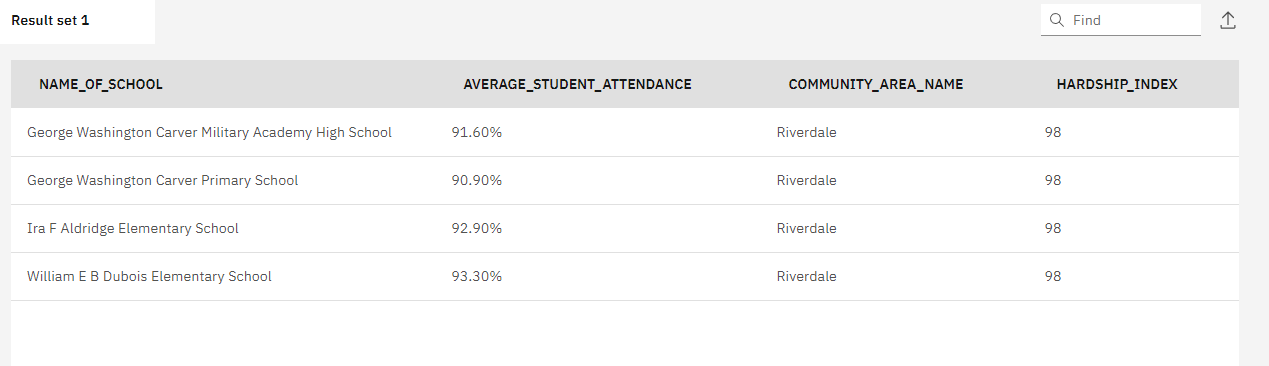 Result set 1
Find
NAME_OF_SCHOOL AVERAGE_STUDENT_ATTENDANCE COMMUNITY_AREA_NAME HARDSHIP_INDEX
George Washington Carver Military Academy High School 91.60% Riverdale 98
George Washington Carver Primary School 90.90% Riverdale 98
Ira F Aldridge Elementary School 92.90% Riverdale 98
William E B Dubois Elementary School 93.30% Riverdale 98